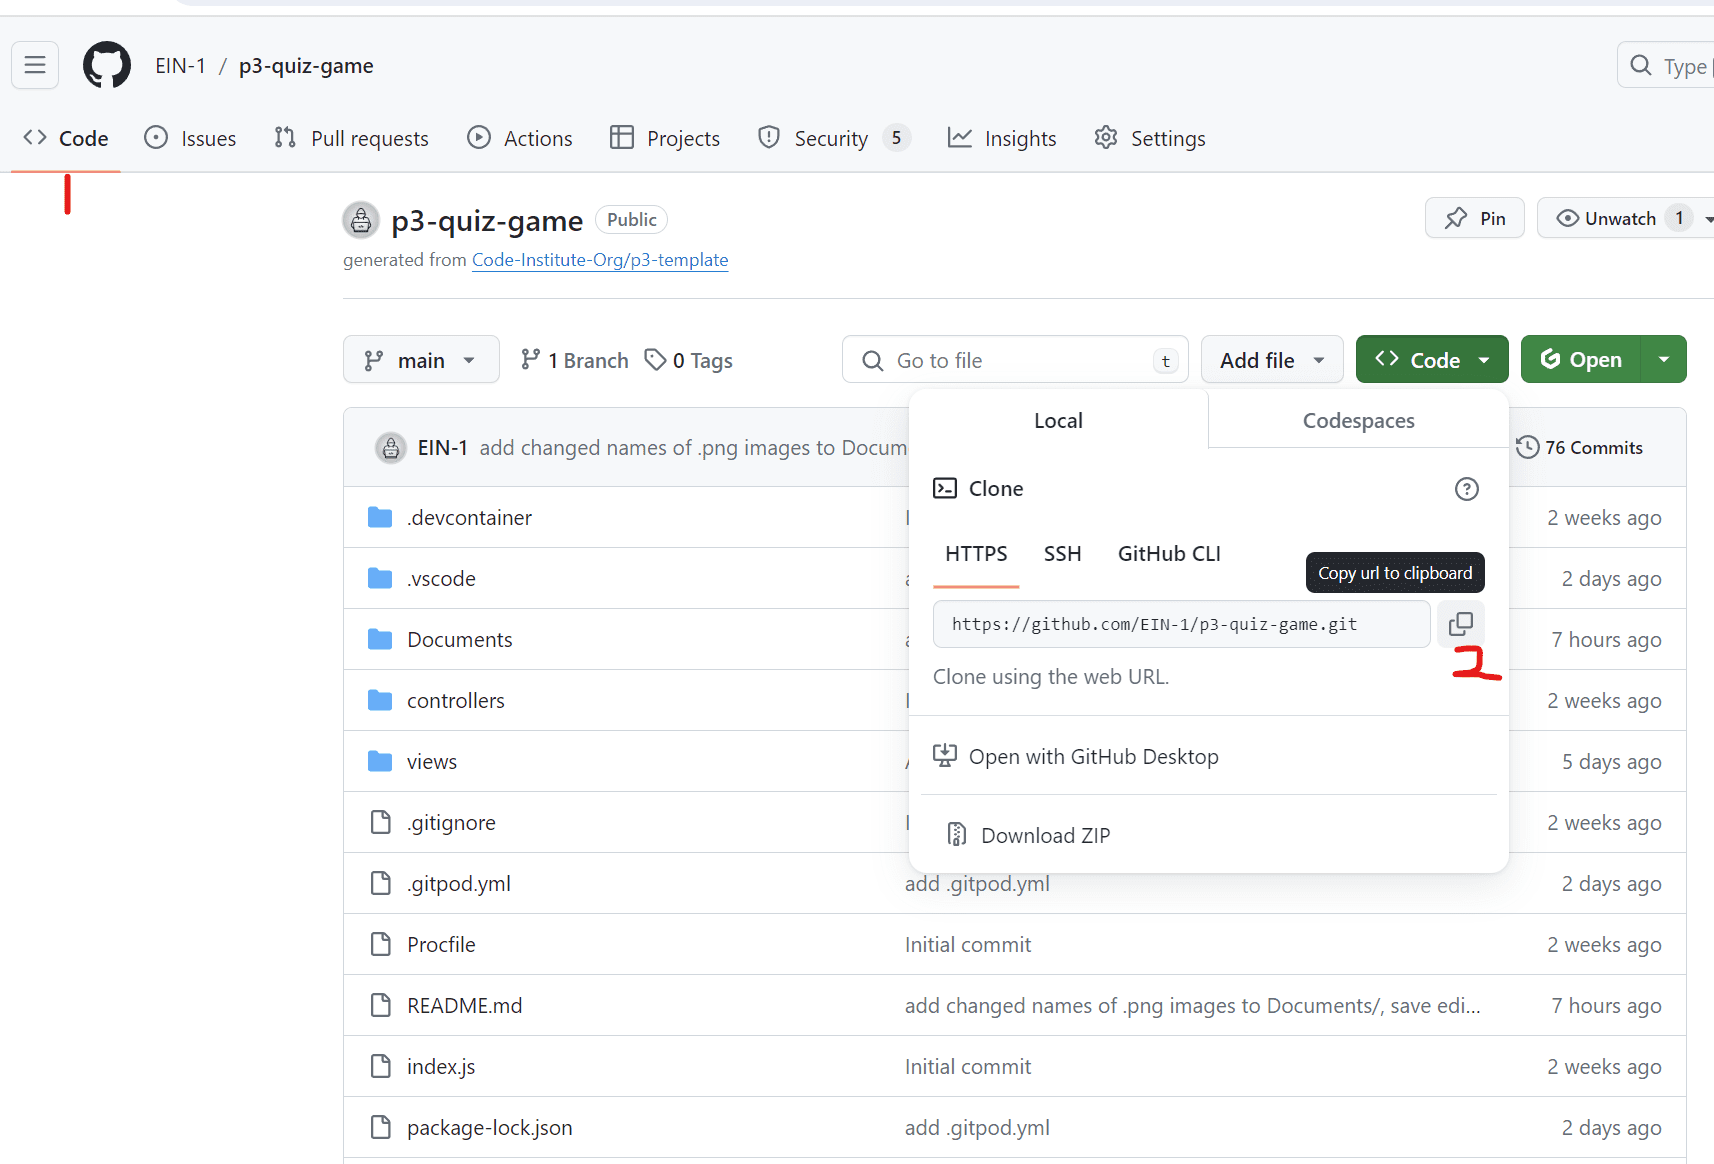 EIN-1 / p3-quiz-game
Type
Code Issues Pull requests Actions Projects Security 5 Insights Settings
1
p3-quiz-game Public
Pin Unwatch 1
generated from Code-Institute-Org/p3-template
main 1 Branch 0 Tags Go to file t Add file Code Open
Local Codespaces
EIN-1 add changed names of .png images to Docum
76 Commits
Clone
.devcontainer 2 weeks ago
HTTPS SSH GitHub CLI
Copy url to clipboard
.vscode 2 days ago
https://github.com/EIN-1/p3-quiz-game.git
Documents 7 hours ago
2
Clone using the web URL.
controllers 2 weeks ago
Open with GitHub Desktop
views 5 days ago
.gitignore 2 weeks ago
Download ZIP
.gitpod.yml add .gitpod.yml 2 days ago
Procfile Initial commit 2 weeks ago
README.md add changed names of .png images to Documents/, save edi... 7 hours ago
index.js Initial commit 2 weeks ago
package-lock.json add .gitpod.yml 2 days ago